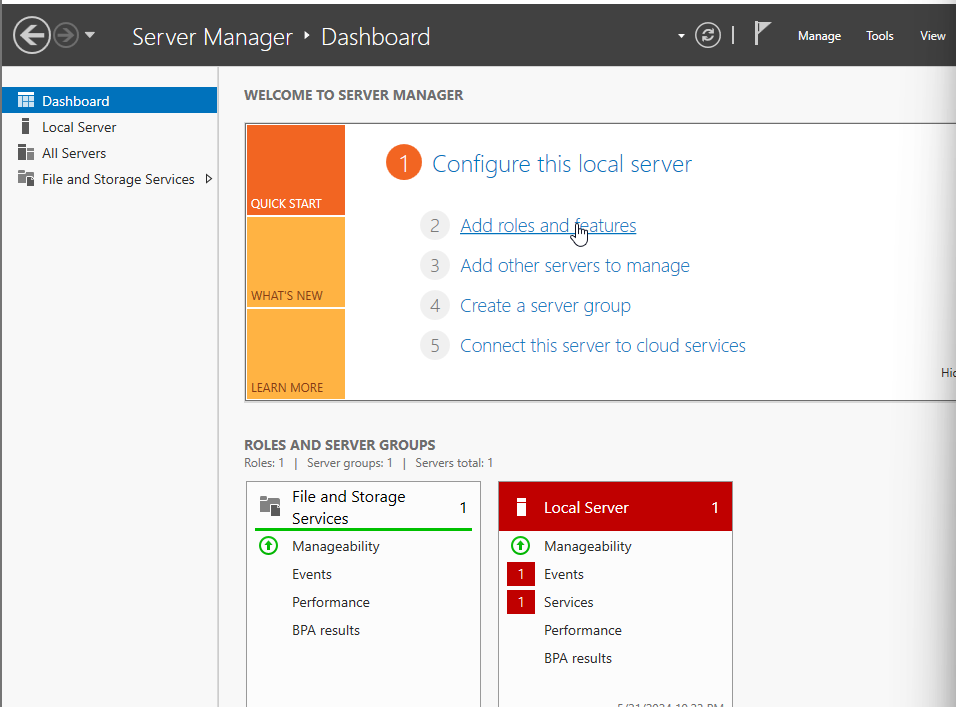 Server Manager ‣ Dashboard
Manage Tools View
Dashboard
Local Server
All Servers
File and Storage Services
WELCOME TO SERVER MANAGER
QUICK START
WHAT'S NEW
LEARN MORE
1 Configure this local server
2 Add roles and features
3 Add other servers to manage
4 Create a server group
5 Connect this server to cloud services
ROLES AND SERVER GROUPS
Roles: 1 | Server groups: 1 | Servers total: 1
File and Storage
Services
1
Manageability
Events
Performance
BPA results
Local Server 1
Manageability
1 Events
1 Services
Performance
BPA results